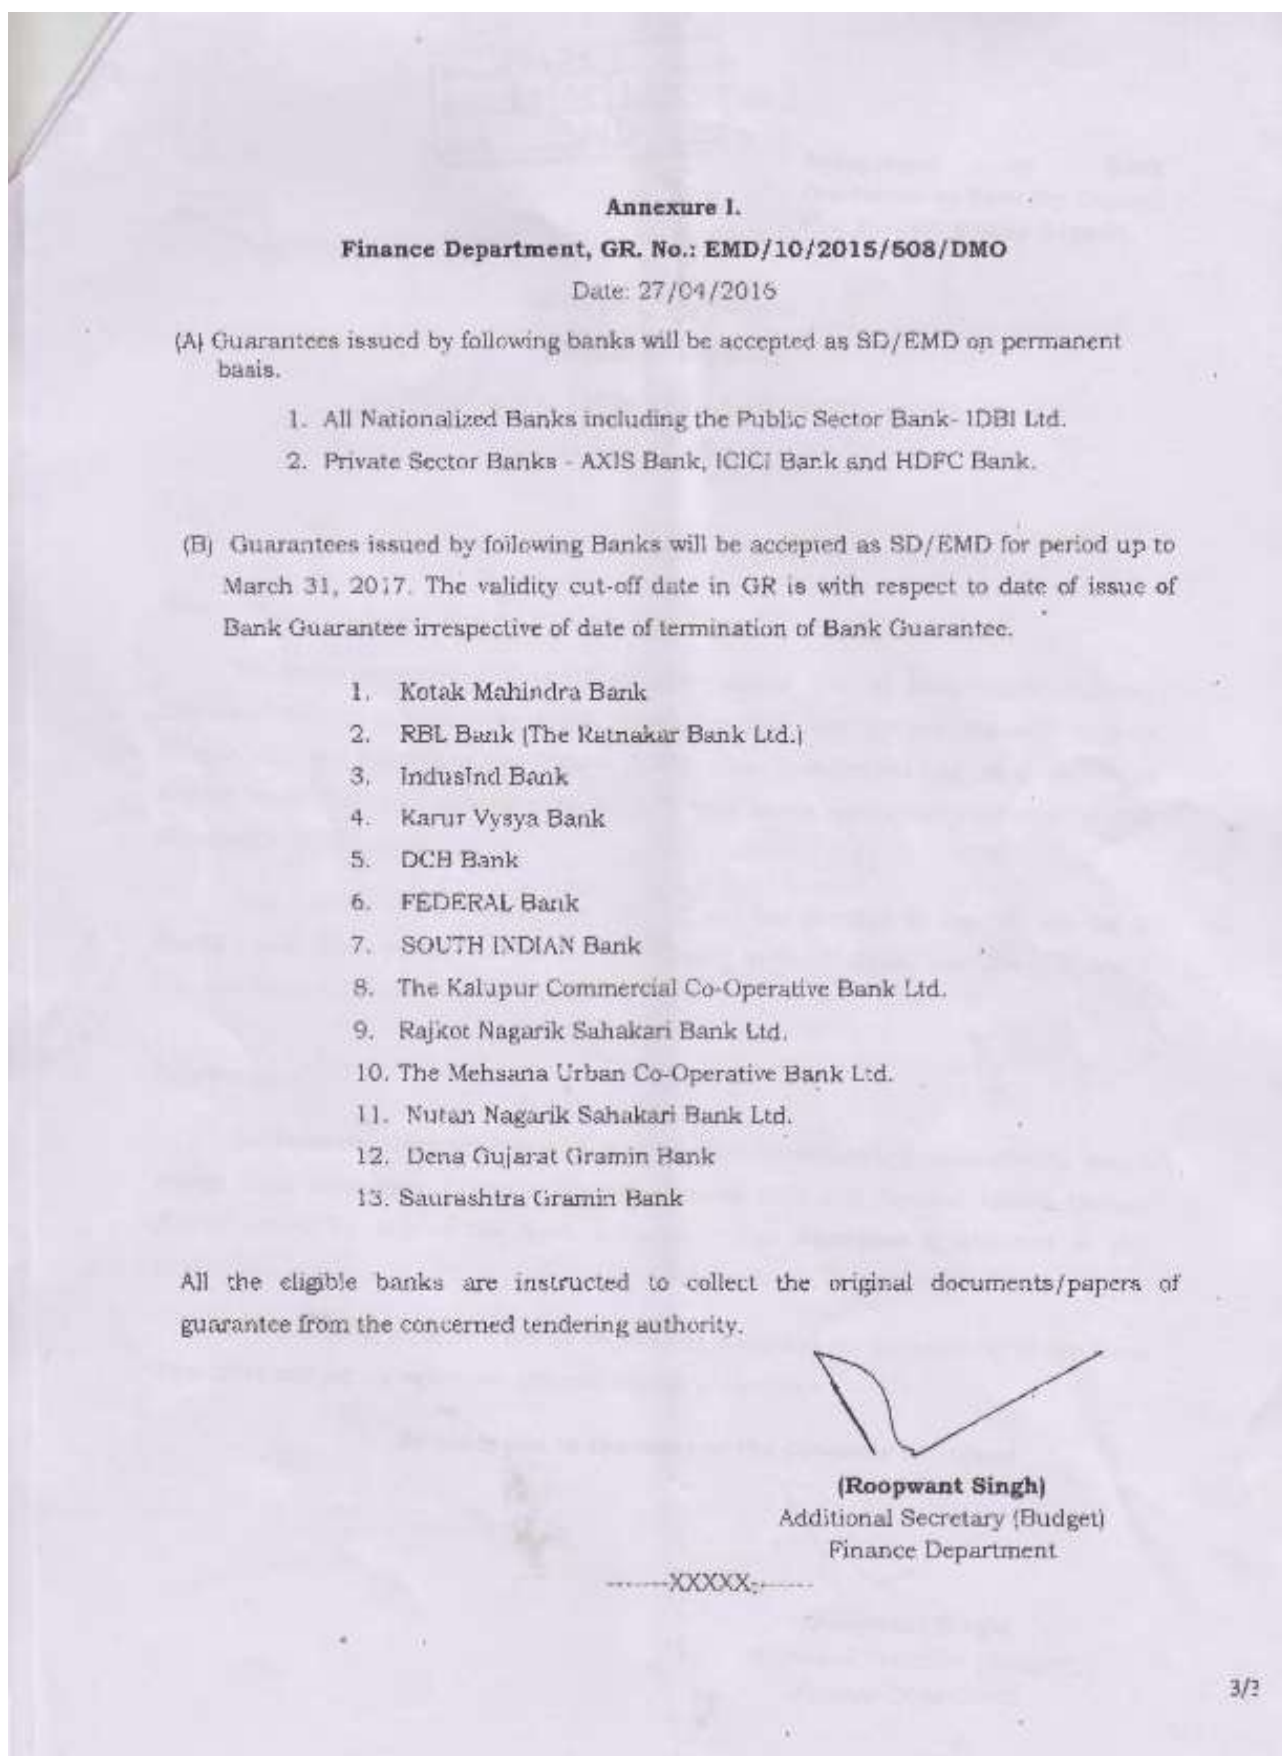 Annexure I.
Finance Department, GR. No.: EMD/10/2015/508/DMO
Date: 27/04/2016
(A) Guarantees issued by following banks will be accepted as SD/EMD on permanent
basis.
1. All Nationalized Banks including the Public Sector Bank- IDBI Ltd.
2. Private Sector Banks - AXIS Bank, ICICI Bank and HDFC Bank.
(B) Guarantees issued by following Banks will be accepted as SD/EMD for period up to
March 31, 2017. The validity cut-off date in GR is with respect to date of issue of
Bank Guarantee irrespective of date of termination of Bank Guarantee.
1. Kotak Mahindra Bank
2. RBL Bank (The Ratnakar Bank Ltd.)
3. IndusInd Bank
4. Karur Vysya Bank
5. DCB Bank
6. FEDERAL Bank
7. SOUTH INDIAN Bank
8. The Kalupur Commercial Co-Operative Bank Ltd.
9. Rajkot Nagarik Sahakari Bank Ltd.
10. The Mehsana Urban Co-Operative Bank Ltd.
11. Nutan Nagarik Sahakari Bank Ltd.
12. Dena Gujarat Gramin Bank
13. Saurashtra Gramin Bank
All the eligible banks are instructed to collect the original documents/papers of
guarantee from the concerned tendering authority.
(Roopwant Singh)
Additional Secretary (Budget)
Finance Department
-------XXXXX-------